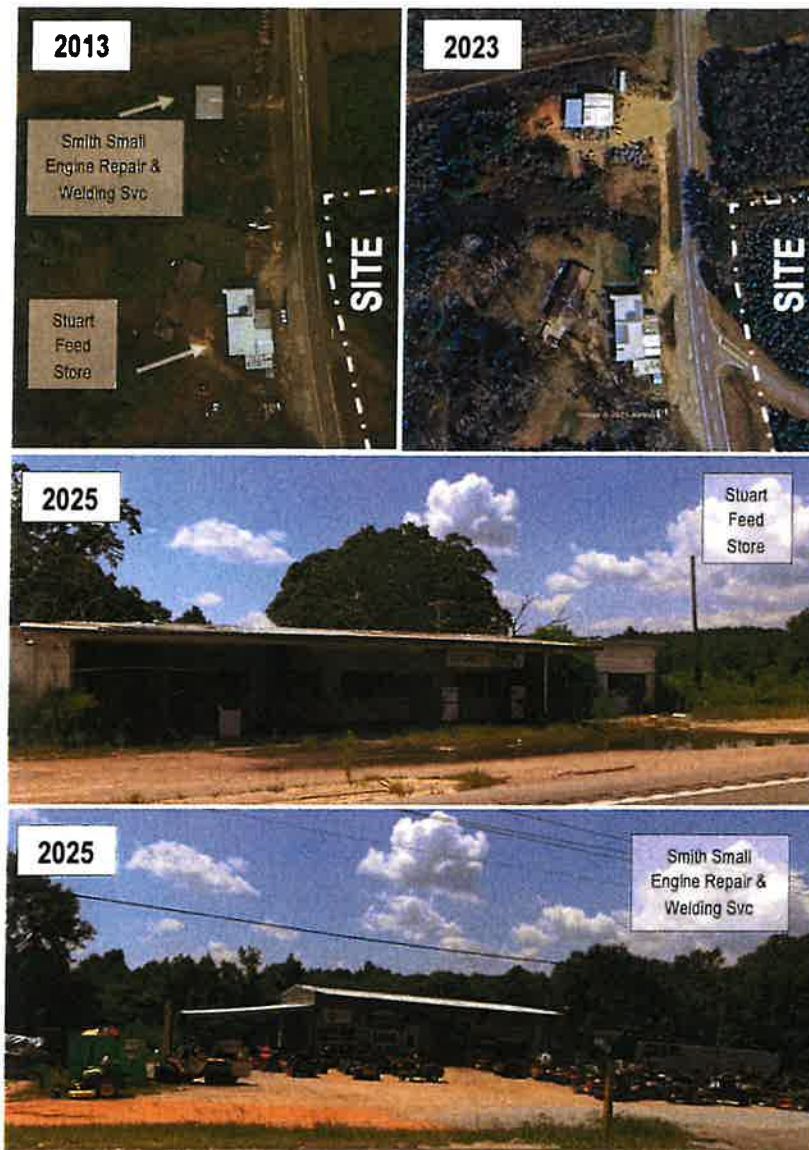 2013
Smith Small
Engine Repair &
Welding Svc
Stuart
Feed
Store
SITE
2023
SITE
2025
Stuart
Feed
Store
2025
Smith Small
Engine Repair &
Welding Svc